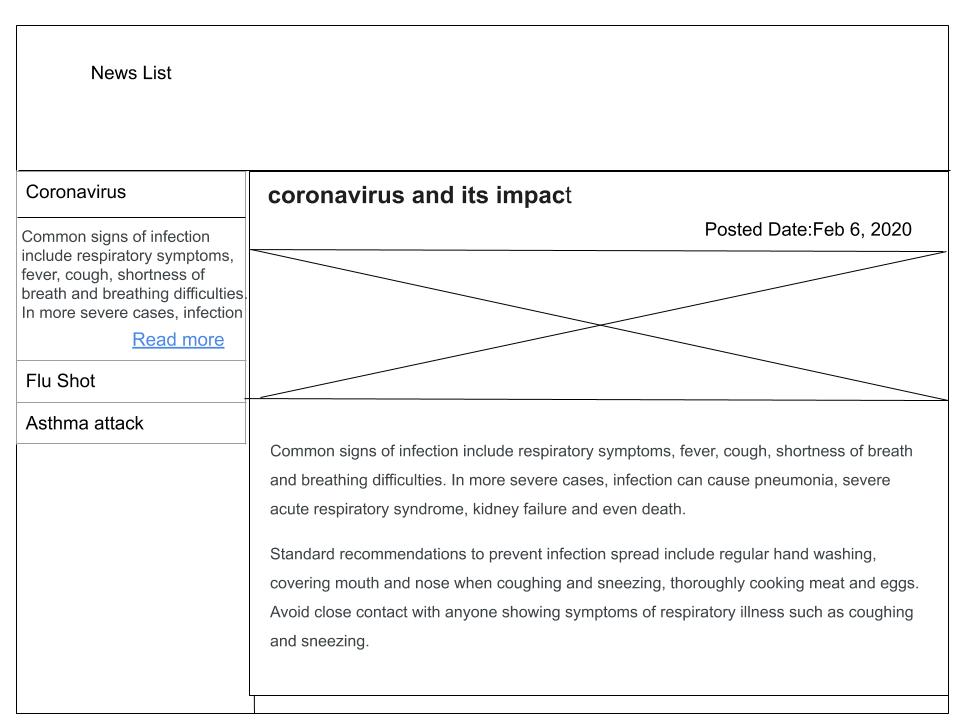 News List
Coronavirus
Common signs of infection
include respiratory symptoms,
fever, cough, shortness of
breath and breathing difficulties.
In more severe cases, infection
Read more
Flu Shot
Asthma attack
coronavirus and its impact
Posted Date:Feb 6, 2020
Common signs of infection include respiratory symptoms, fever, cough, shortness of breath
and breathing difficulties. In more severe cases, infection can cause pneumonia, severe
acute respiratory syndrome, kidney failure and even death.
Standard recommendations to prevent infection spread include regular hand washing,
covering mouth and nose when coughing and sneezing, thoroughly cooking meat and eggs.
Avoid close contact with anyone showing symptoms of respiratory illness such as coughing
and sneezing.